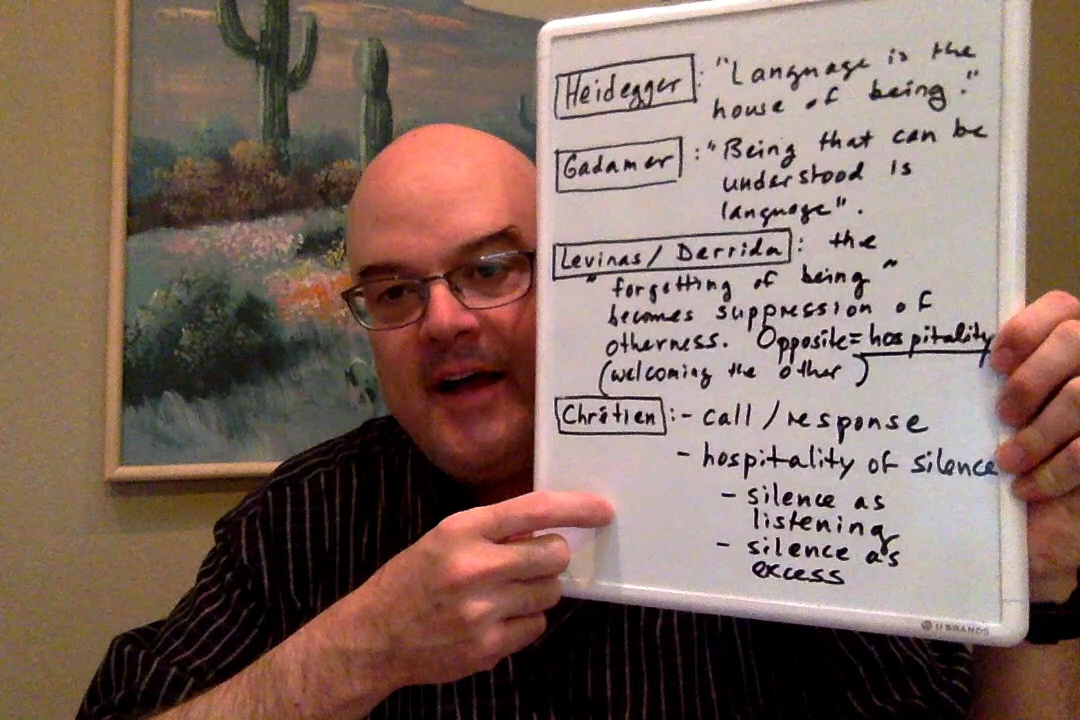 Heidegger: "Language is the
house of being."
Gadamer: "Being that can be
understood is
language".
Levinas/Derrida: the
"forgetting of being"
becomes suppression of
otherness. Opposite=hospitality
(welcoming the other)
Chrétien: - call/response
- hospitality of silence
- silence as
listening
- silence as
excess
U BRANDS